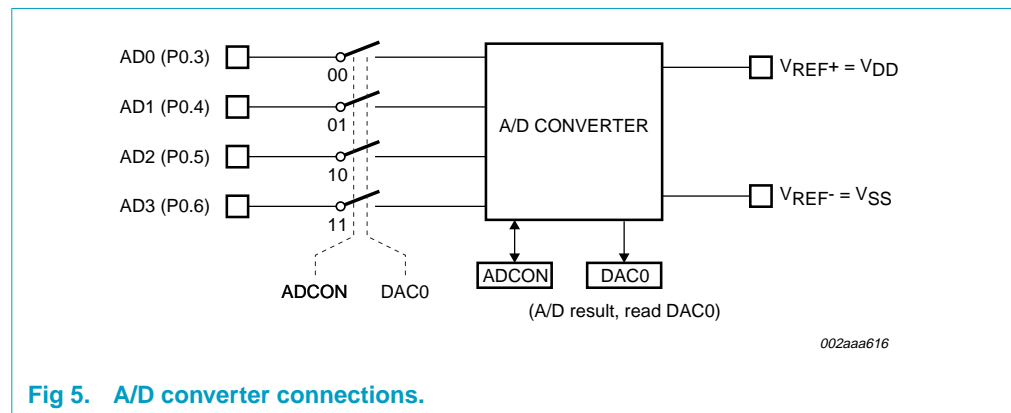 AD0 (P0.3)
00
AD1 (P0.4)
01
AD2 (P0.5)
10
AD3 (P0.6)
11
ADCON
DAC0
A/D CONVERTER
VREF+ = VDD
VREF- = VSS
ADCON
DAC0
(A/D result, read DAC0)
002aaa616
Fig 5. A/D converter connections.